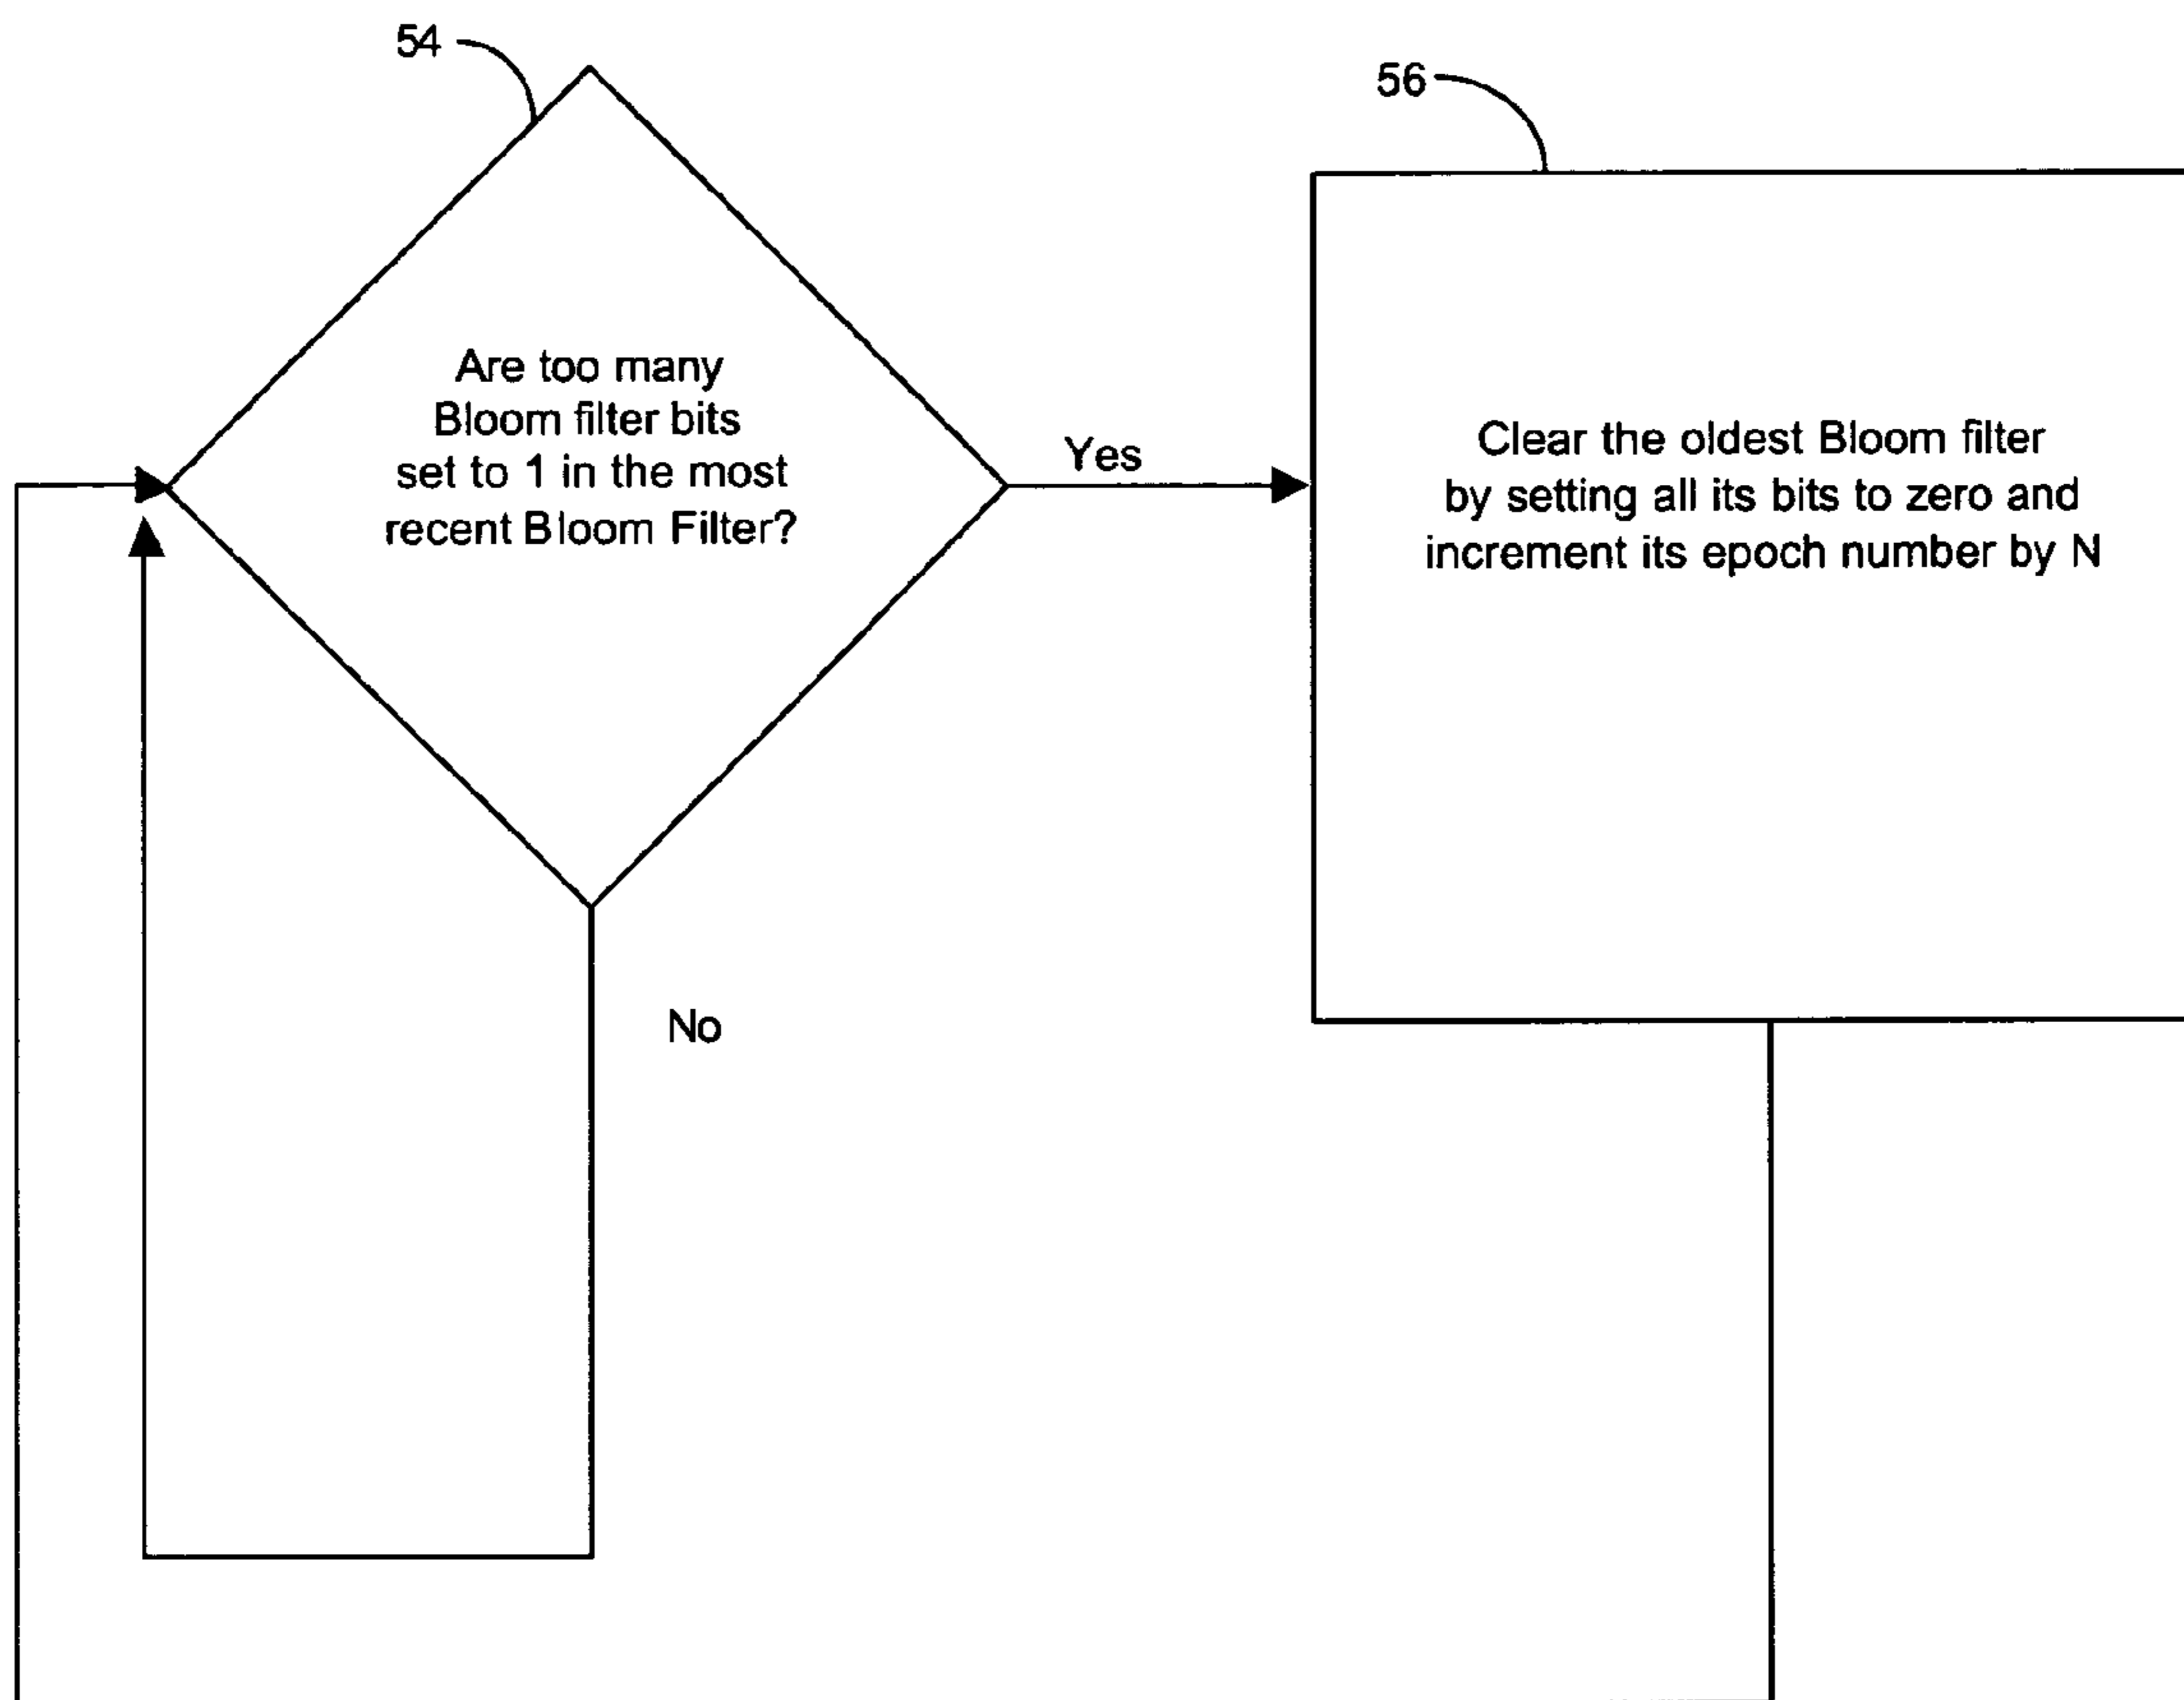 54
Are too many
Bloom filter bits
set to 1 in the most
recent Bloom Filter?
Yes
No
56
Clear the oldest Bloom filter
by setting all its bits to zero and
increment its epoch number by N